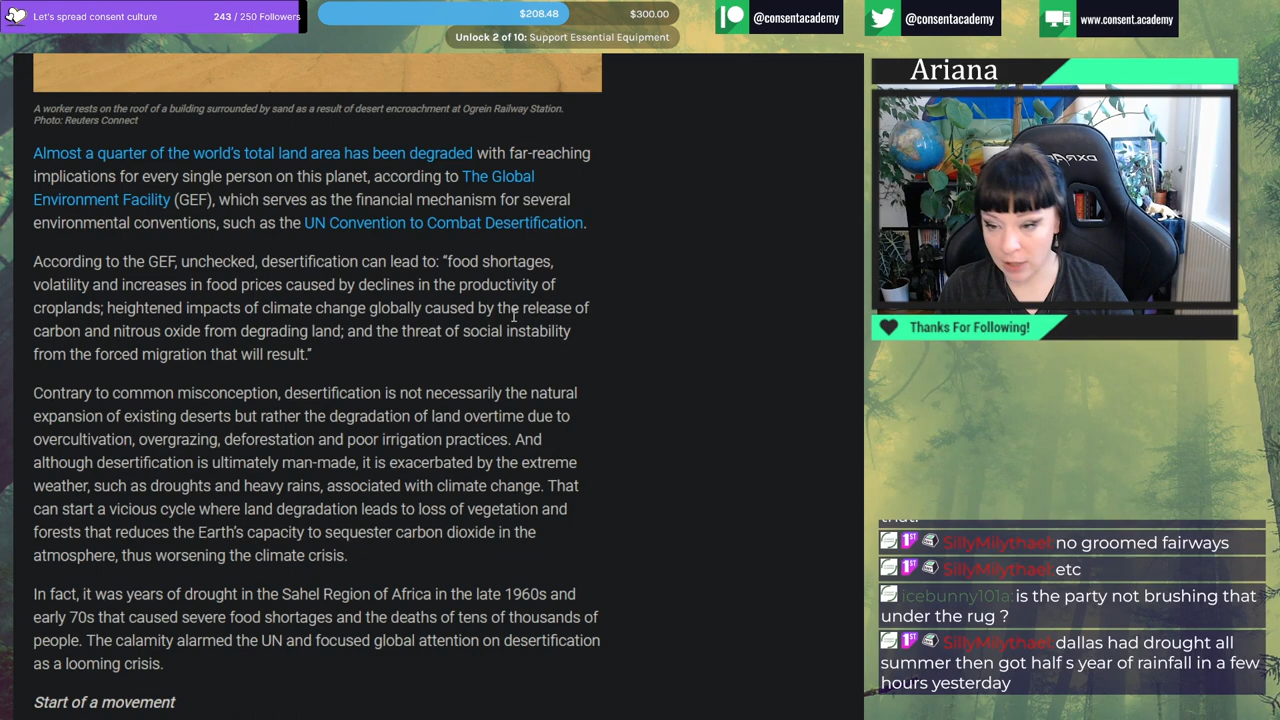 Let's spread consent culture
243 / 250 Followers
$208.48
$300.00
Unlock 2 of 10: Support Essential Equipment
@consentacademy
@consentacademy
www.consent.academy
A worker rests on the roof of a building surrounded by sand as a result of desert encroachment at Ogrein Railway Station.
Photo: Reuters Connect
Almost a quarter of the world's total land area has been degraded with far-reaching
implications for every single person on this planet, according to The Global
Environment Facility (GEF), which serves as the financial mechanism for several
environmental conventions, such as the UN Convention to Combat Desertification.
According to the GEF, unchecked, desertification can lead to: “food shortages,
volatility and increases in food prices caused by declines in the productivity of
croplands; heightened impacts of climate change globally caused by the release of
carbon and nitrous oxide from degrading land; and the threat of social instability
from the forced migration that will result.”
Contrary to common misconception, desertification is not necessarily the natural
expansion of existing deserts but rather the degradation of land overtime due to
overcultivation, overgrazing, deforestation and poor irrigation practices. And
although desertification is ultimately man-made, it is exacerbated by the extreme
weather, such as droughts and heavy rains, associated with climate change. That
can start a vicious cycle where land degradation leads to loss of vegetation and
forests that reduces the Earth's capacity to sequester carbon dioxide in the
atmosphere, thus worsening the climate crisis.
In fact, it was years of drought in the Sahel Region of Africa in the late 1960s and
early 70s that caused severe food shortages and the deaths of tens of thousands of
people. The calamity alarmed the UN and focused global attention on desertification
as a looming crisis.
Start of a movement
Ariana
DXRACER
Thanks For Following!
that.
SillyMilythael: no groomed fairways
SillyMilythael: etc
icebunny101a: is the party not brushing that
under the rug ?
SillyMilythael: dallas had drought all
summer then got half s year of rainfall in a few
hours yesterday